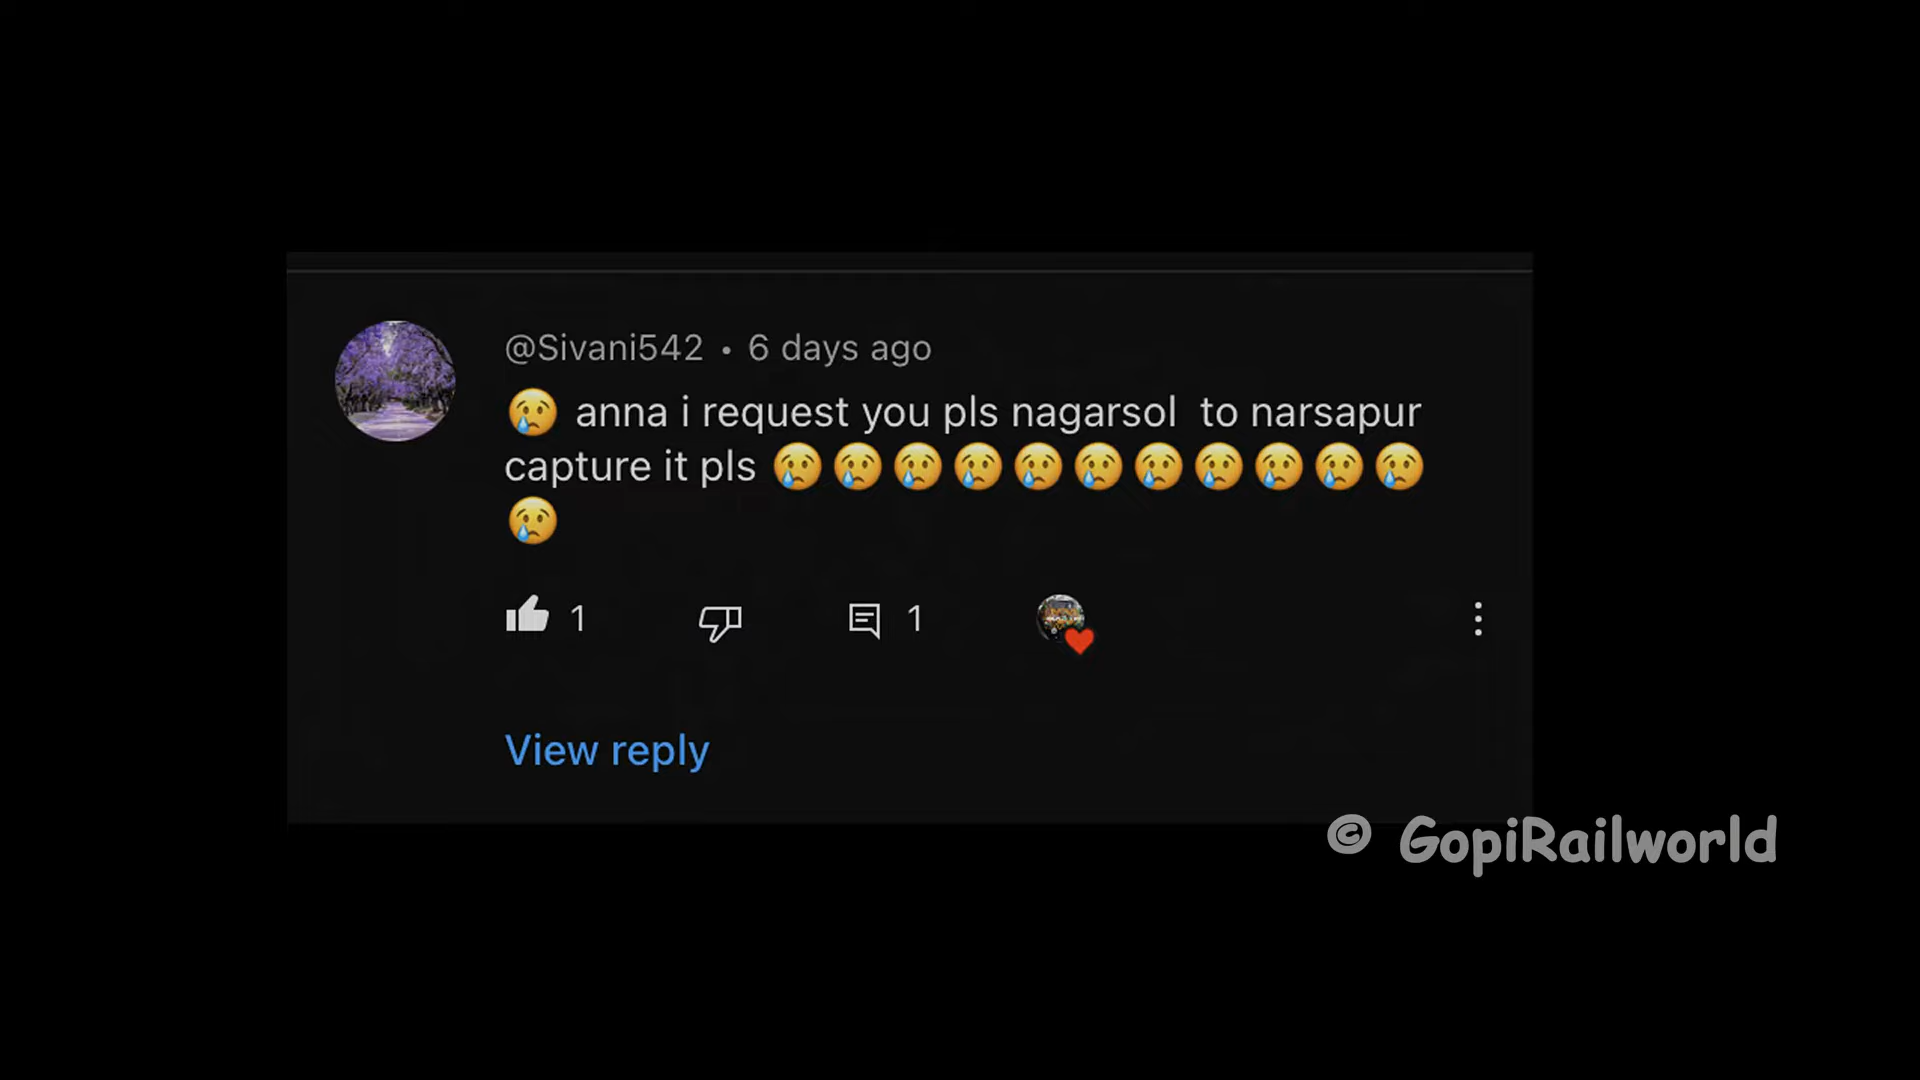 @Sivani542 • 6 days ago
😢 anna i request you pls nagarsol to narsapur
capture it pls 😢😢😢😢😢😢😢😢😢😢😢
😢
1 1
View reply
© GopiRailworld